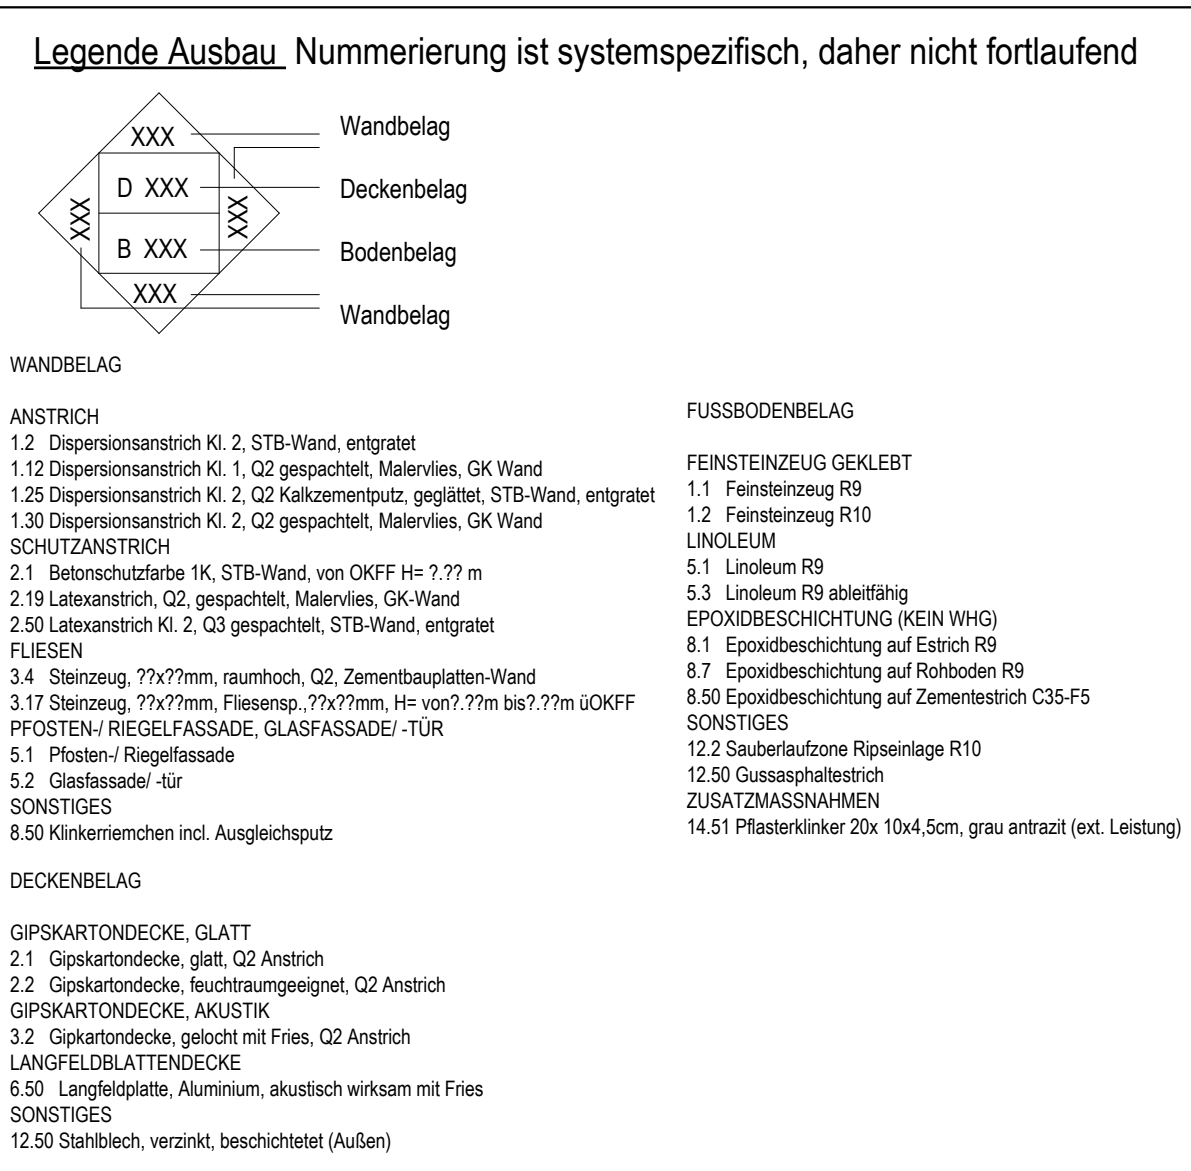 Legende Ausbau Nummerierung ist systemspezifisch, daher nicht fortlaufend
XXX
D XXX
XXX
XXX
B XXX
XXX
Wandbelag
Deckenbelag
Bodenbelag
Wandbelag
WANDBELAG
ANSTRICH
1.2 Dispersionsanstrich Kl. 2, STB-Wand, entgratet
1.12 Dispersionsanstrich Kl. 1, Q2 gespachtelt, Malervlies, GK Wand
1.25 Dispersionsanstrich Kl. 2, Q2 Kalkzementputz, geglättet, STB-Wand, entgratet
1.30 Dispersionsanstrich Kl. 2, Q2 gespachtelt, Malervlies, GK Wand
SCHUTZANSTRICH
2.1 Betonschutzfarbe 1K, STB-Wand, von OKFF H= ?.?? m
2.19 Latexanstrich, Q2, gespachtelt, Malervlies, GK-Wand
2.50 Latexanstrich Kl. 2, Q3 gespachtelt, STB-Wand, entgratet
FLIESEN
3.4 Steinzeug, ??x??mm, raumhoch, Q2, Zementbauplatten-Wand
3.17 Steinzeug, ??x??mm, Fliesensp.,??x??mm, H= von?.??m bis?.??m üOKFF
PFOSTEN-/ RIEGELFASSADE, GLASFASSADE/ -TÜR
5.1 Pfosten-/ Riegelfassade
5.2 Glasfassade/ -tür
SONSTIGES
8.50 Klinkerriemchen incl. Ausgleichsputz
DECKENBELAG
GIPSKARTONDECKE, GLATT
2.1 Gipskartondecke, glatt, Q2 Anstrich
2.2 Gipskartondecke, feuchtraumgeeignet, Q2 Anstrich
GIPSKARTONDECKE, AKUSTIK
3.2 Gipkartondecke, gelocht mit Fries, Q2 Anstrich
LANGFELDBLATTENDECKE
6.50 Langfeldplatte, Aluminium, akustisch wirksam mit Fries
SONSTIGES
12.50 Stahlblech, verzinkt, beschichtetet (Außen)
FUSSBODENBELAG
FEINSTEINZEUG GEKLEBT
1.1 Feinsteinzeug R9
1.2 Feinsteinzeug R10
LINOLEUM
5.1 Linoleum R9
5.3 Linoleum R9 ableitfähig
EPOXIDBESCHICHTUNG (KEIN WHG)
8.1 Epoxidbeschichtung auf Estrich R9
8.7 Epoxidbeschichtung auf Rohboden R9
8.50 Epoxidbeschichtung auf Zementestrich C35-F5
SONSTIGES
12.2 Sauberlaufzone Ripseinlage R10
12.50 Gussasphaltestrich
ZUSATZMASSNAHMEN
14.51 Pflasterklinker 20x 10x4,5cm, grau antrazit (ext. Leistung)